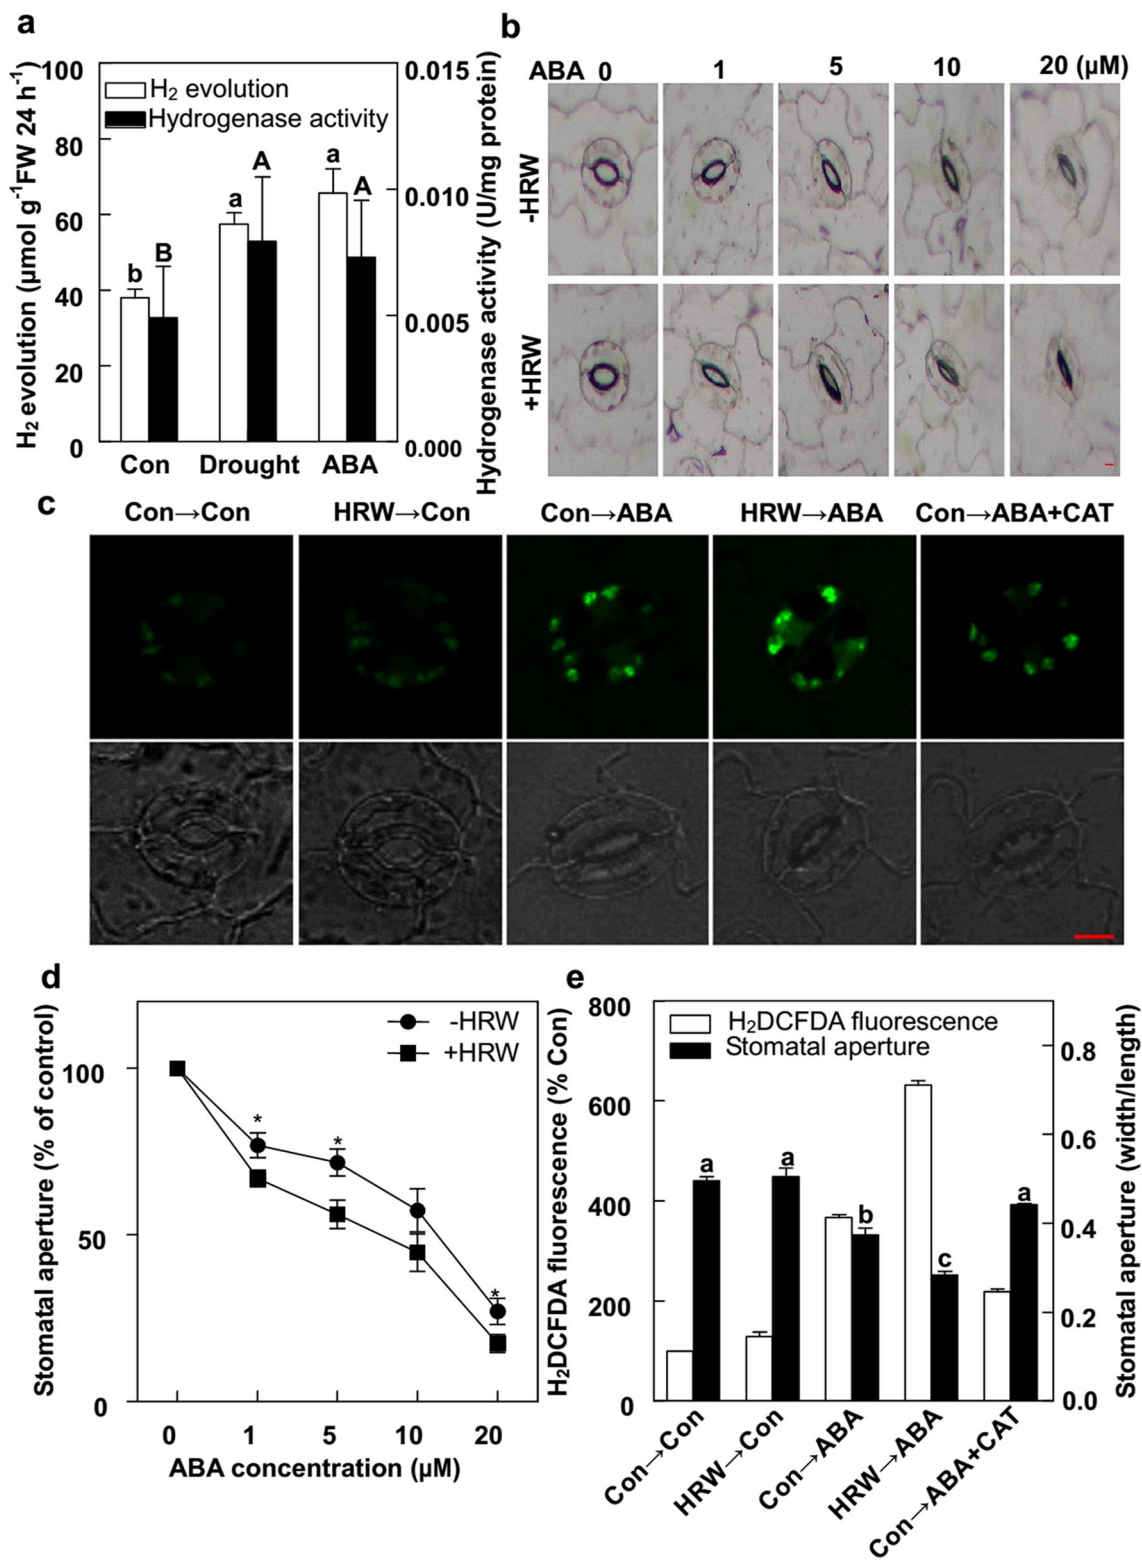 a
H₂ evolution (µmol g⁻¹FW 24 h⁻¹)
100
80
60
40
20
0
H₂ evolution
Hydrogenase activity
b
B
a
A
a
A
Con
Drought
ABA
0.015
0.010
0.005
0.000
Hydrogenase activity (U/mg protein)
b
ABA 0 1 5 10 20 (µM)
-HRW
+HRW
c
Con→Con HRW→Con Con→ABA HRW→ABA Con→ABA+CAT
d
Stomatal aperture (% of control)
100
50
0
-HRW
+HRW
*
*
*
0 1 5 10 20
ABA concentration (µM)
e
H₂DCFDA fluorescence (% Con)
800
600
400
200
0
H₂DCFDA fluorescence
Stomatal aperture
a
a
b
c
a
0.8
0.6
0.4
0.2
0.0
Stomatal aperture (width/length)
Con→Con
HRW→Con
Con→ABA
HRW→ABA
Con→ABA+CAT